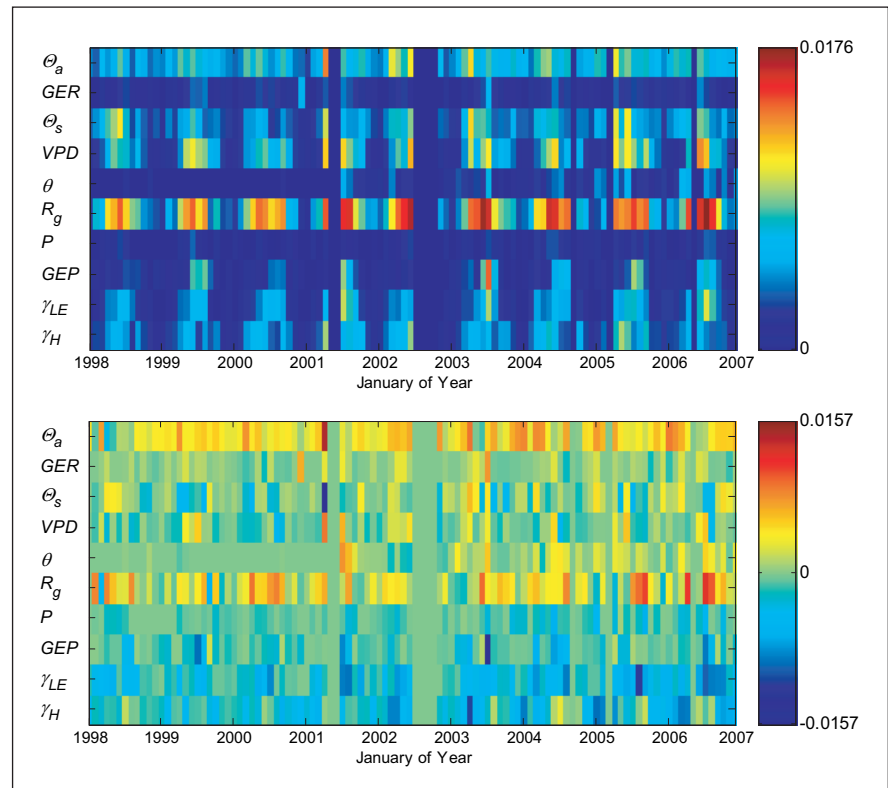 Θa
GER
Θs
VPD
θ
Rg
P
GEP
γLE
γH
1998 1999 2000 2001 2002 2003 2004 2005 2006 2007
January of Year
0.0176
0
Θa
GER
Θs
VPD
θ
Rg
P
GEP
γLE
γH
1998 1999 2000 2001 2002 2003 2004 2005 2006 2007
January of Year
0.0157
0
-0.0157